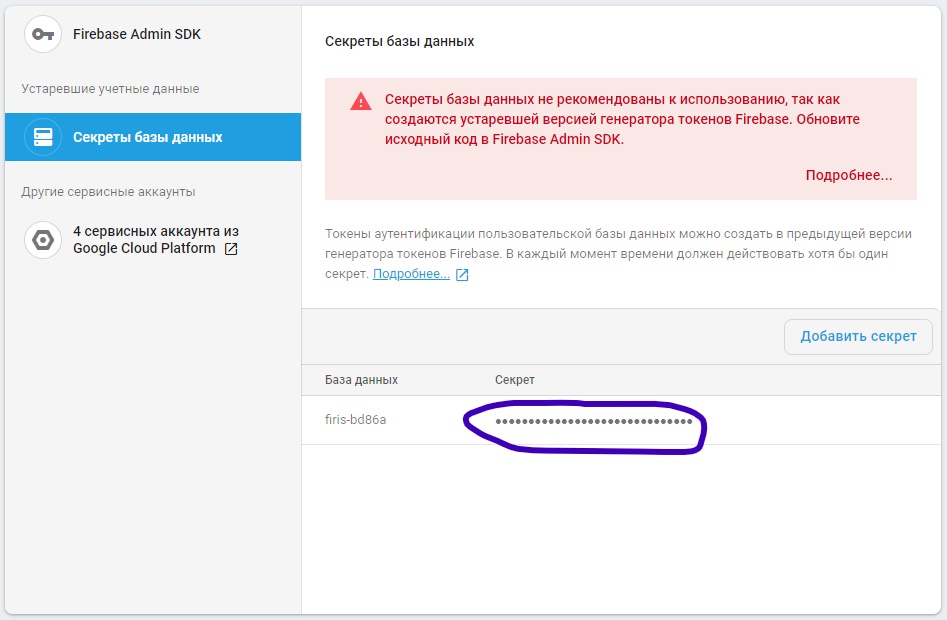 Firebase Admin SDK
Устаревшие учетные данные
Секреты базы данных
Другие сервисные аккаунты
4 сервисных аккаунта из
Google Cloud Platform
Секреты базы данных
Секреты базы данных не рекомендованы к использованию, так как
создаются устаревшей версией генератора токенов Firebase. Обновите
исходный код в Firebase Admin SDK.
Подробнее...
Токены аутентификации пользовательской базы данных можно создать в предыдущей версии
генератора токенов Firebase. В каждый момент времени должен действовать хотя бы один
секрет. Подробнее...
Добавить секрет
База данных Секрет
firis-bd86a ••••••••••••••••••••••••••••••